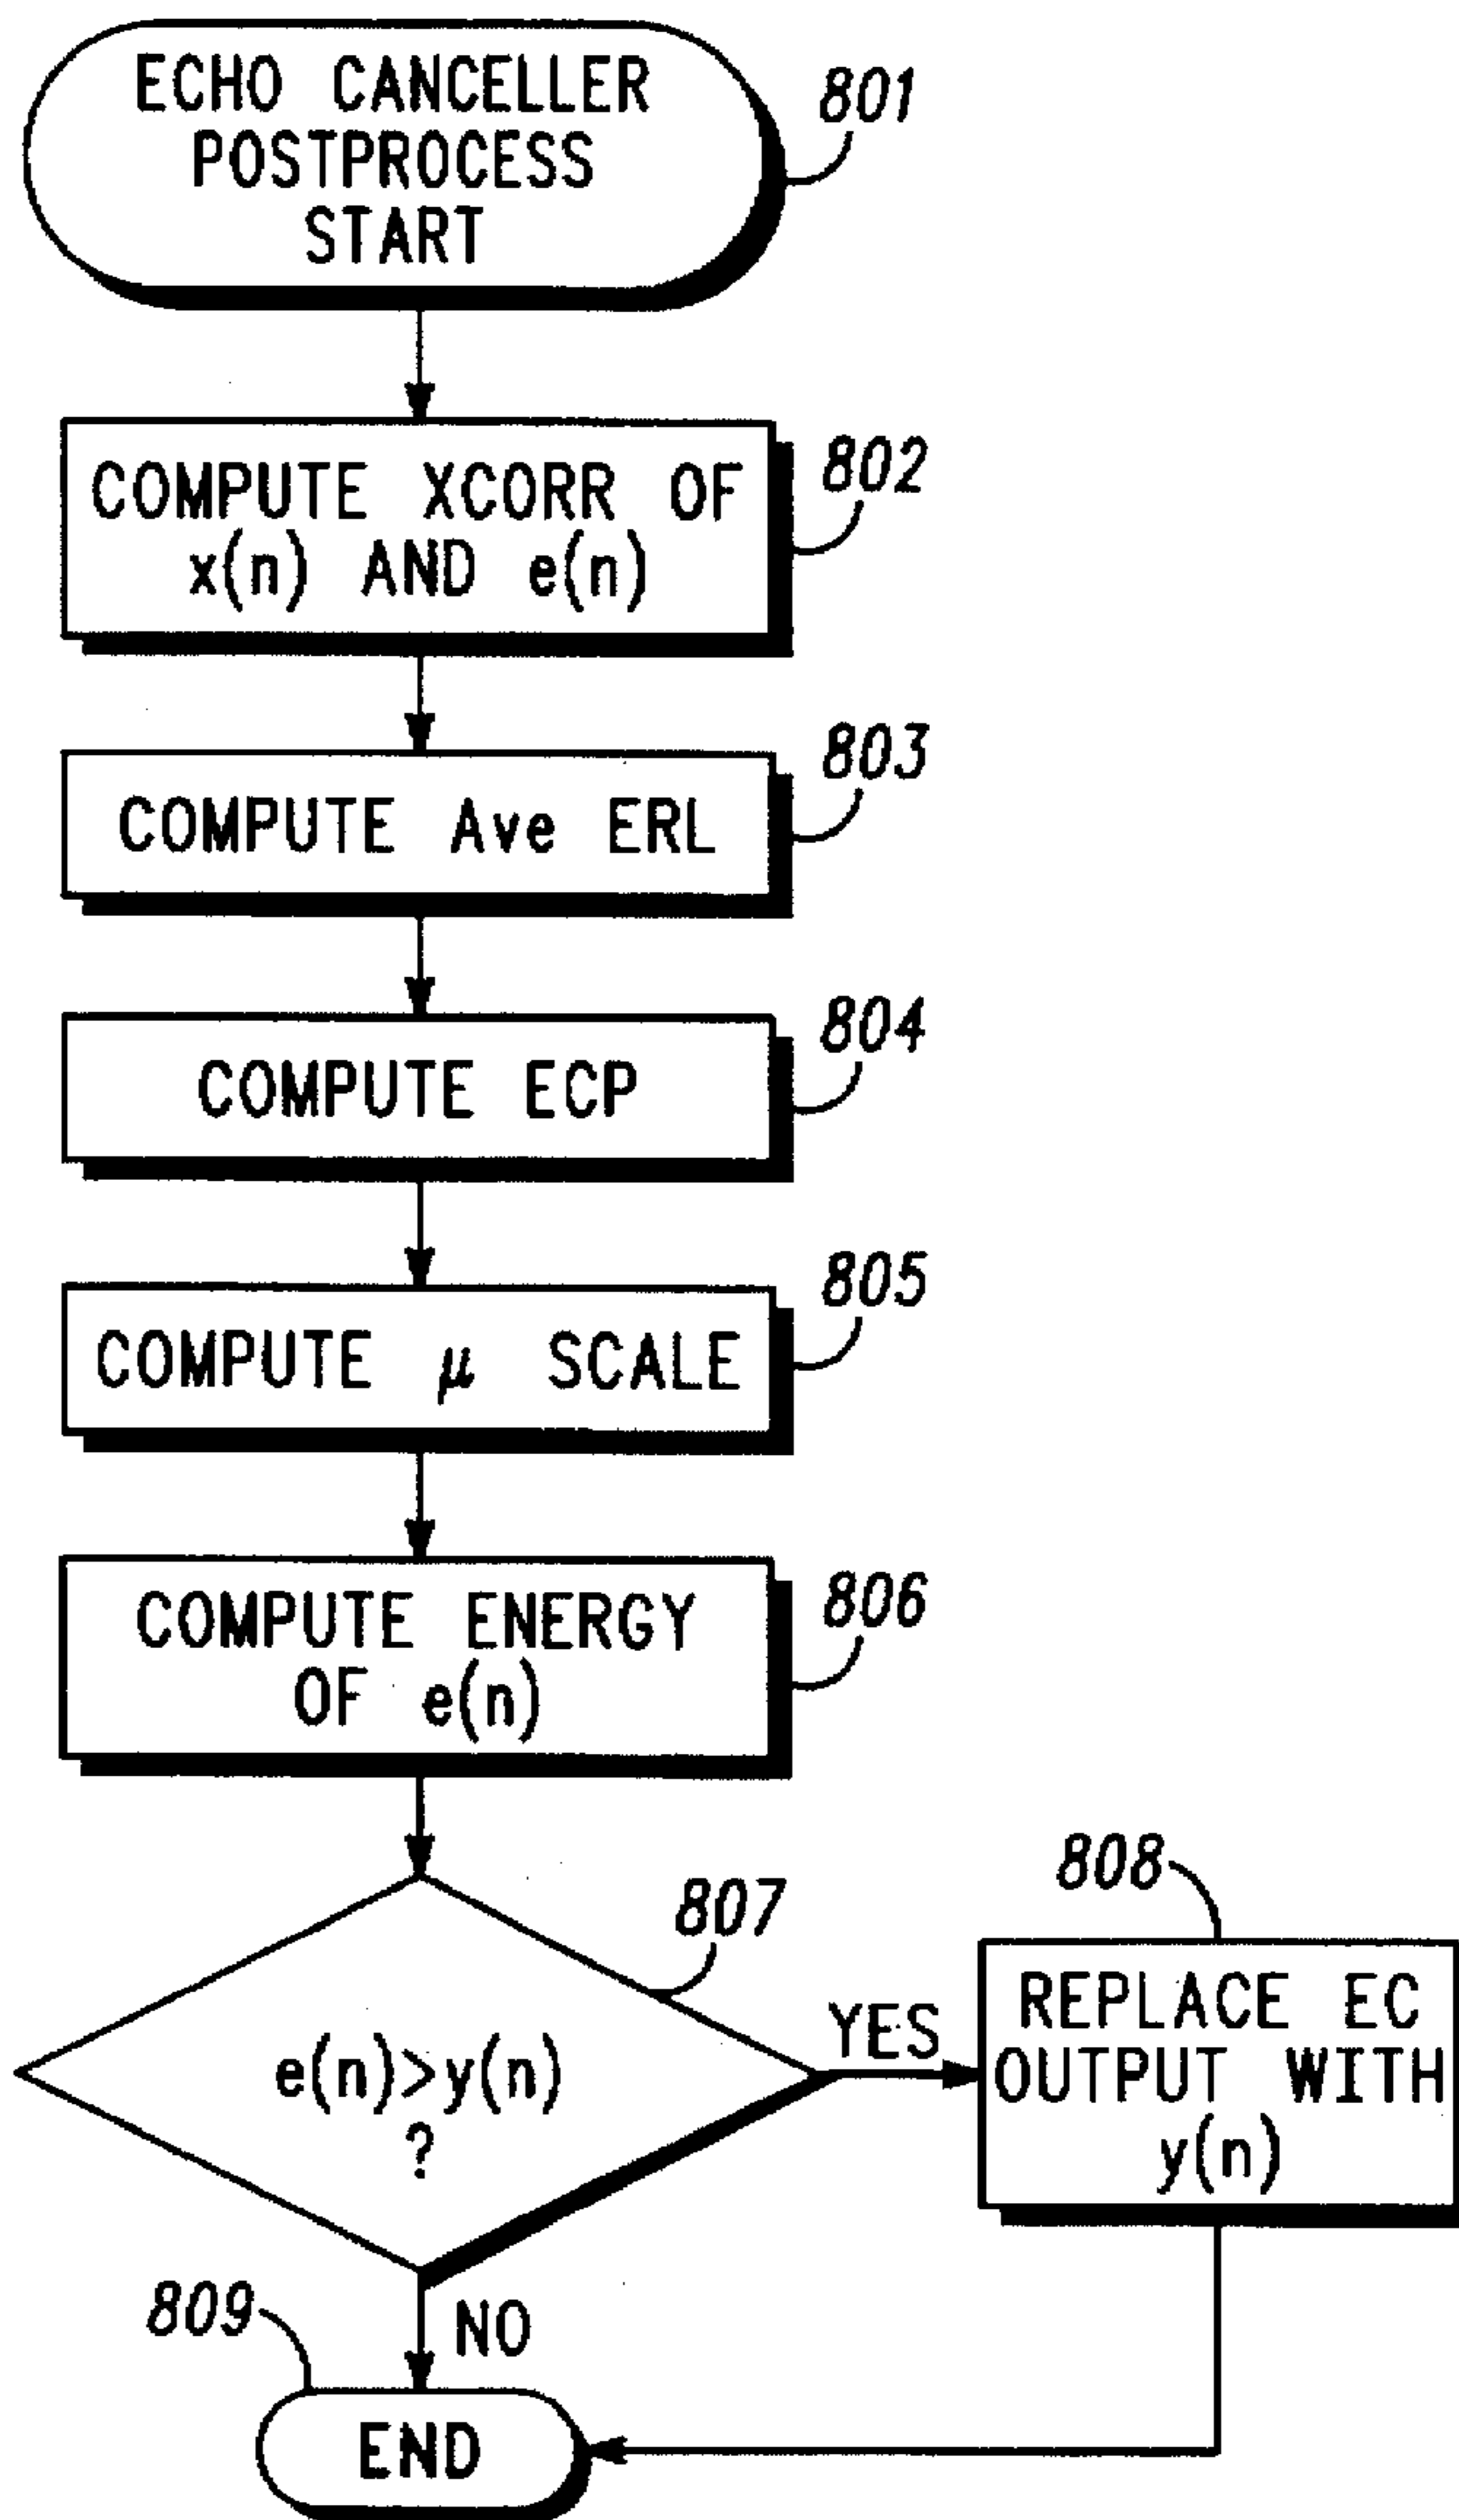 ECHO CANCELLER
POSTPROCESS
START
801
COMPUTE XCORR OF
x(n) AND e(n)
802
COMPUTE Ave ERL
803
COMPUTE ECP
804
COMPUTE μ SCALE
805
COMPUTE ENERGY
OF e(n)
806
807
e(n)>y(n)
?
YES
808
REPLACE EC
OUTPUT WITH
y(n)
NO
809
END